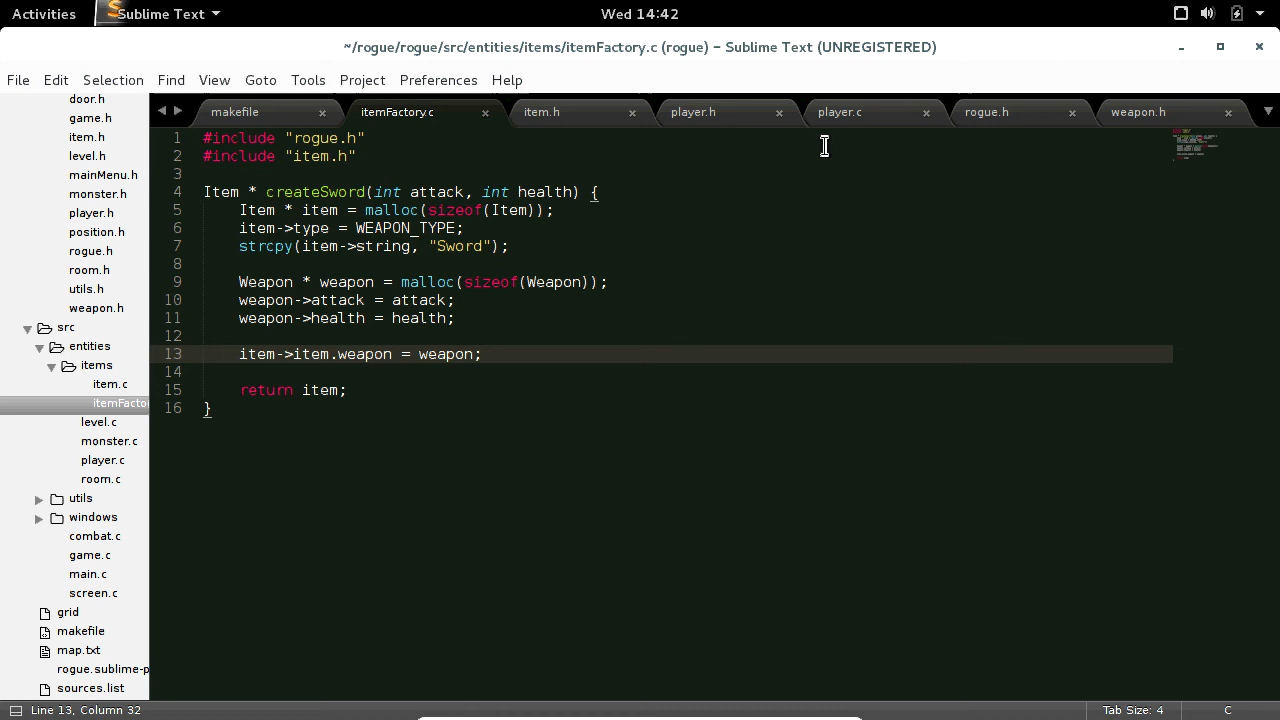 Activities Sublime Text Wed 14:42
~/rogue/rogue/src/entities/items/itemFactory.c (rogue) – Sublime Text (UNREGISTERED)
File Edit Selection Find View Goto Tools Project Preferences Help
makefile itemFactory.c item.h player.h player.c rogue.h weapon.h
door.h
game.h
item.h
level.h
mainMenu.h
monster.h
player.h
position.h
rogue.h
room.h
utils.h
weapon.h
src
entities
items
item.c
itemFacto
level.c
monster.c
player.c
room.c
utils
windows
combat.c
game.c
main.c
screen.c
grid
makefile
map.txt
rogue.sublime-p
sources.list
1 #include "rogue.h"
2 #include "item.h"
3
4 Item * createSword(int attack, int health) {
5 Item * item = malloc(sizeof(Item));
6 item->type = WEAPON_TYPE;
7 strcpy(item->string, "Sword");
8
9 Weapon * weapon = malloc(sizeof(Weapon));
10 weapon->attack = attack;
11 weapon->health = health;
12
13 item->item.weapon = weapon;
14
15 return item;
16 }
Line 13, Column 32 Tab Size: 4 C